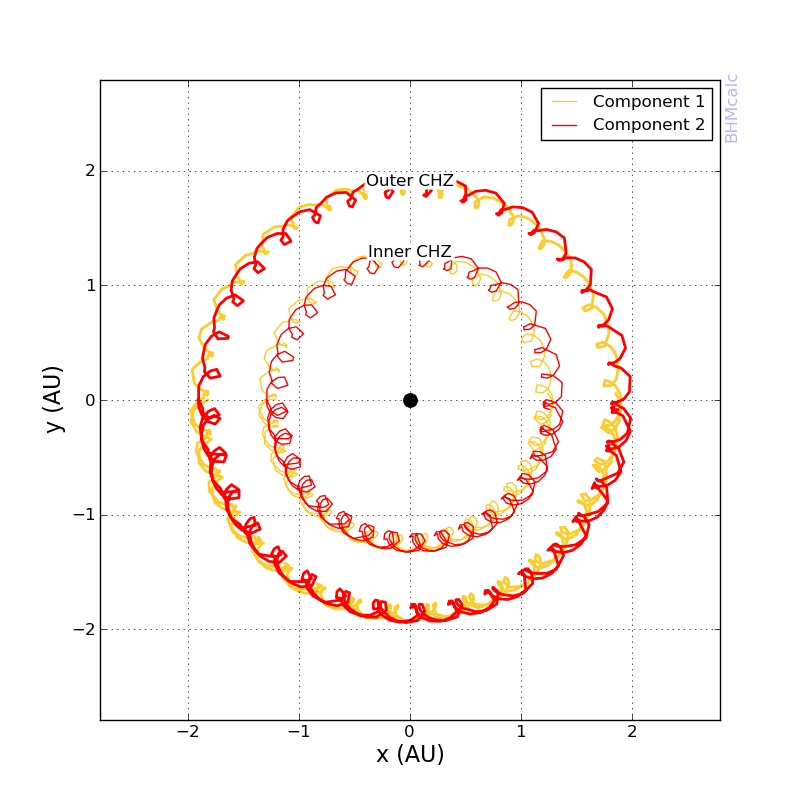 BHMcalc
Component 1
Component 2
Outer CHZ
Inner CHZ
2
1
0
−1
−2
y (AU)
−2 −1 0 1 2
x (AU)